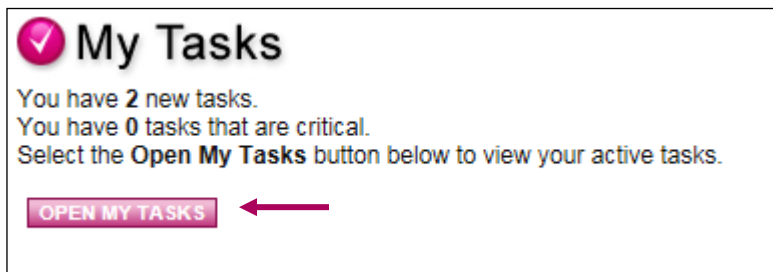 My Tasks
You have 2 new tasks.
You have 0 tasks that are critical.
Select the Open My Tasks button below to view your active tasks.
OPEN MY TASKS